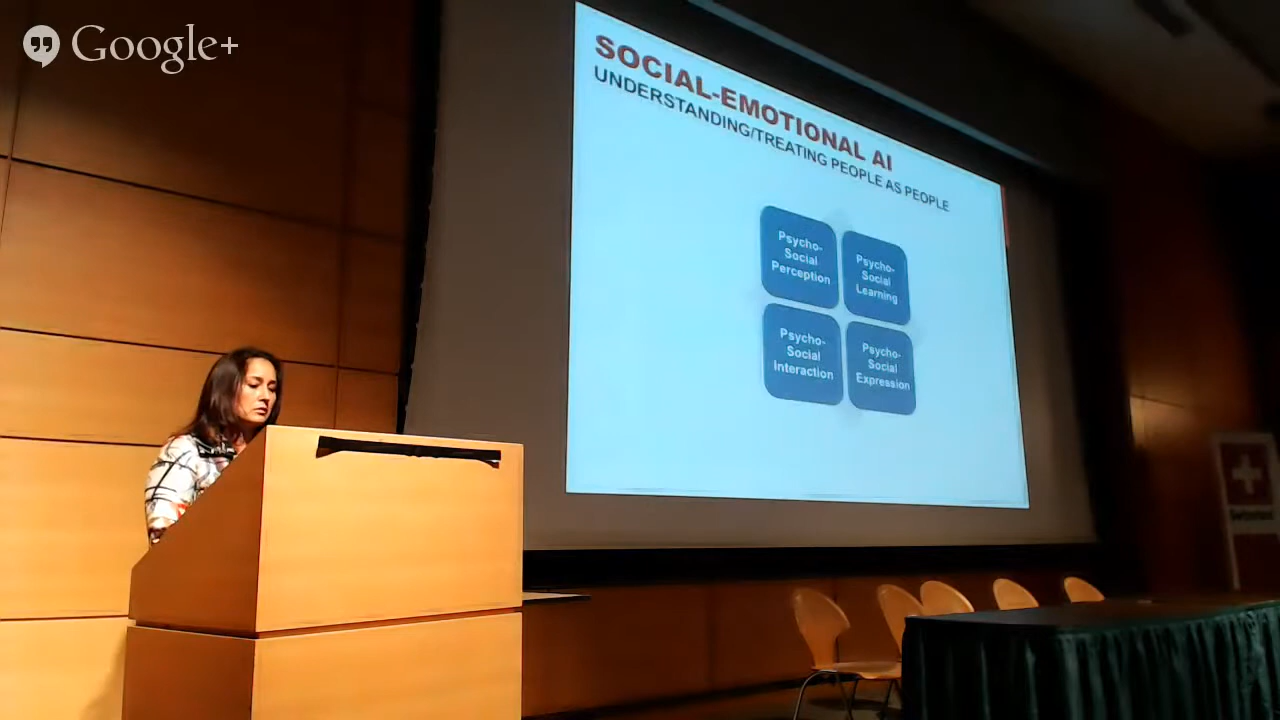 Google+
SOCIAL-EMOTIONAL AI
UNDERSTANDING/TREATING PEOPLE AS PEOPLE
Psycho-
Social
Perception
Psycho-
Social
Learning
Psycho-
Social
Interaction
Psycho-
Social
Expression